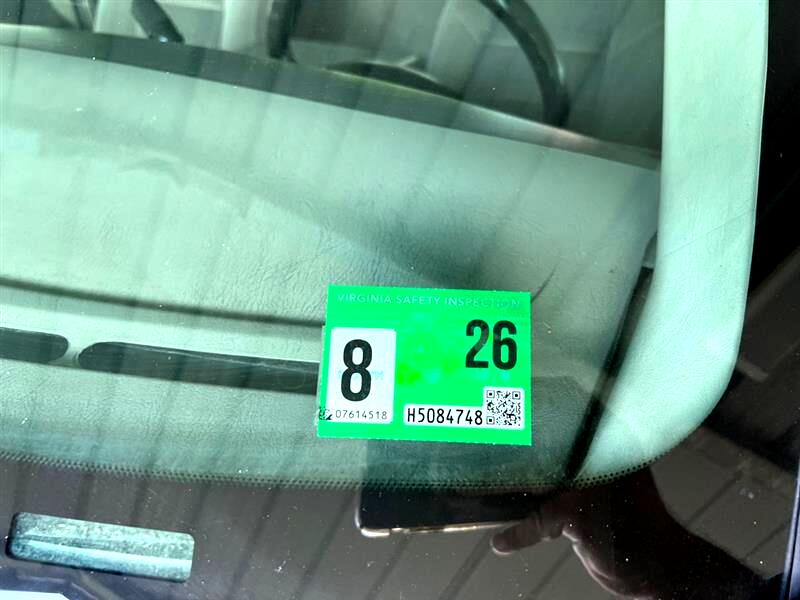 VIRGINIA SAFETY INSPECTION
26
8
07614518
H5084748